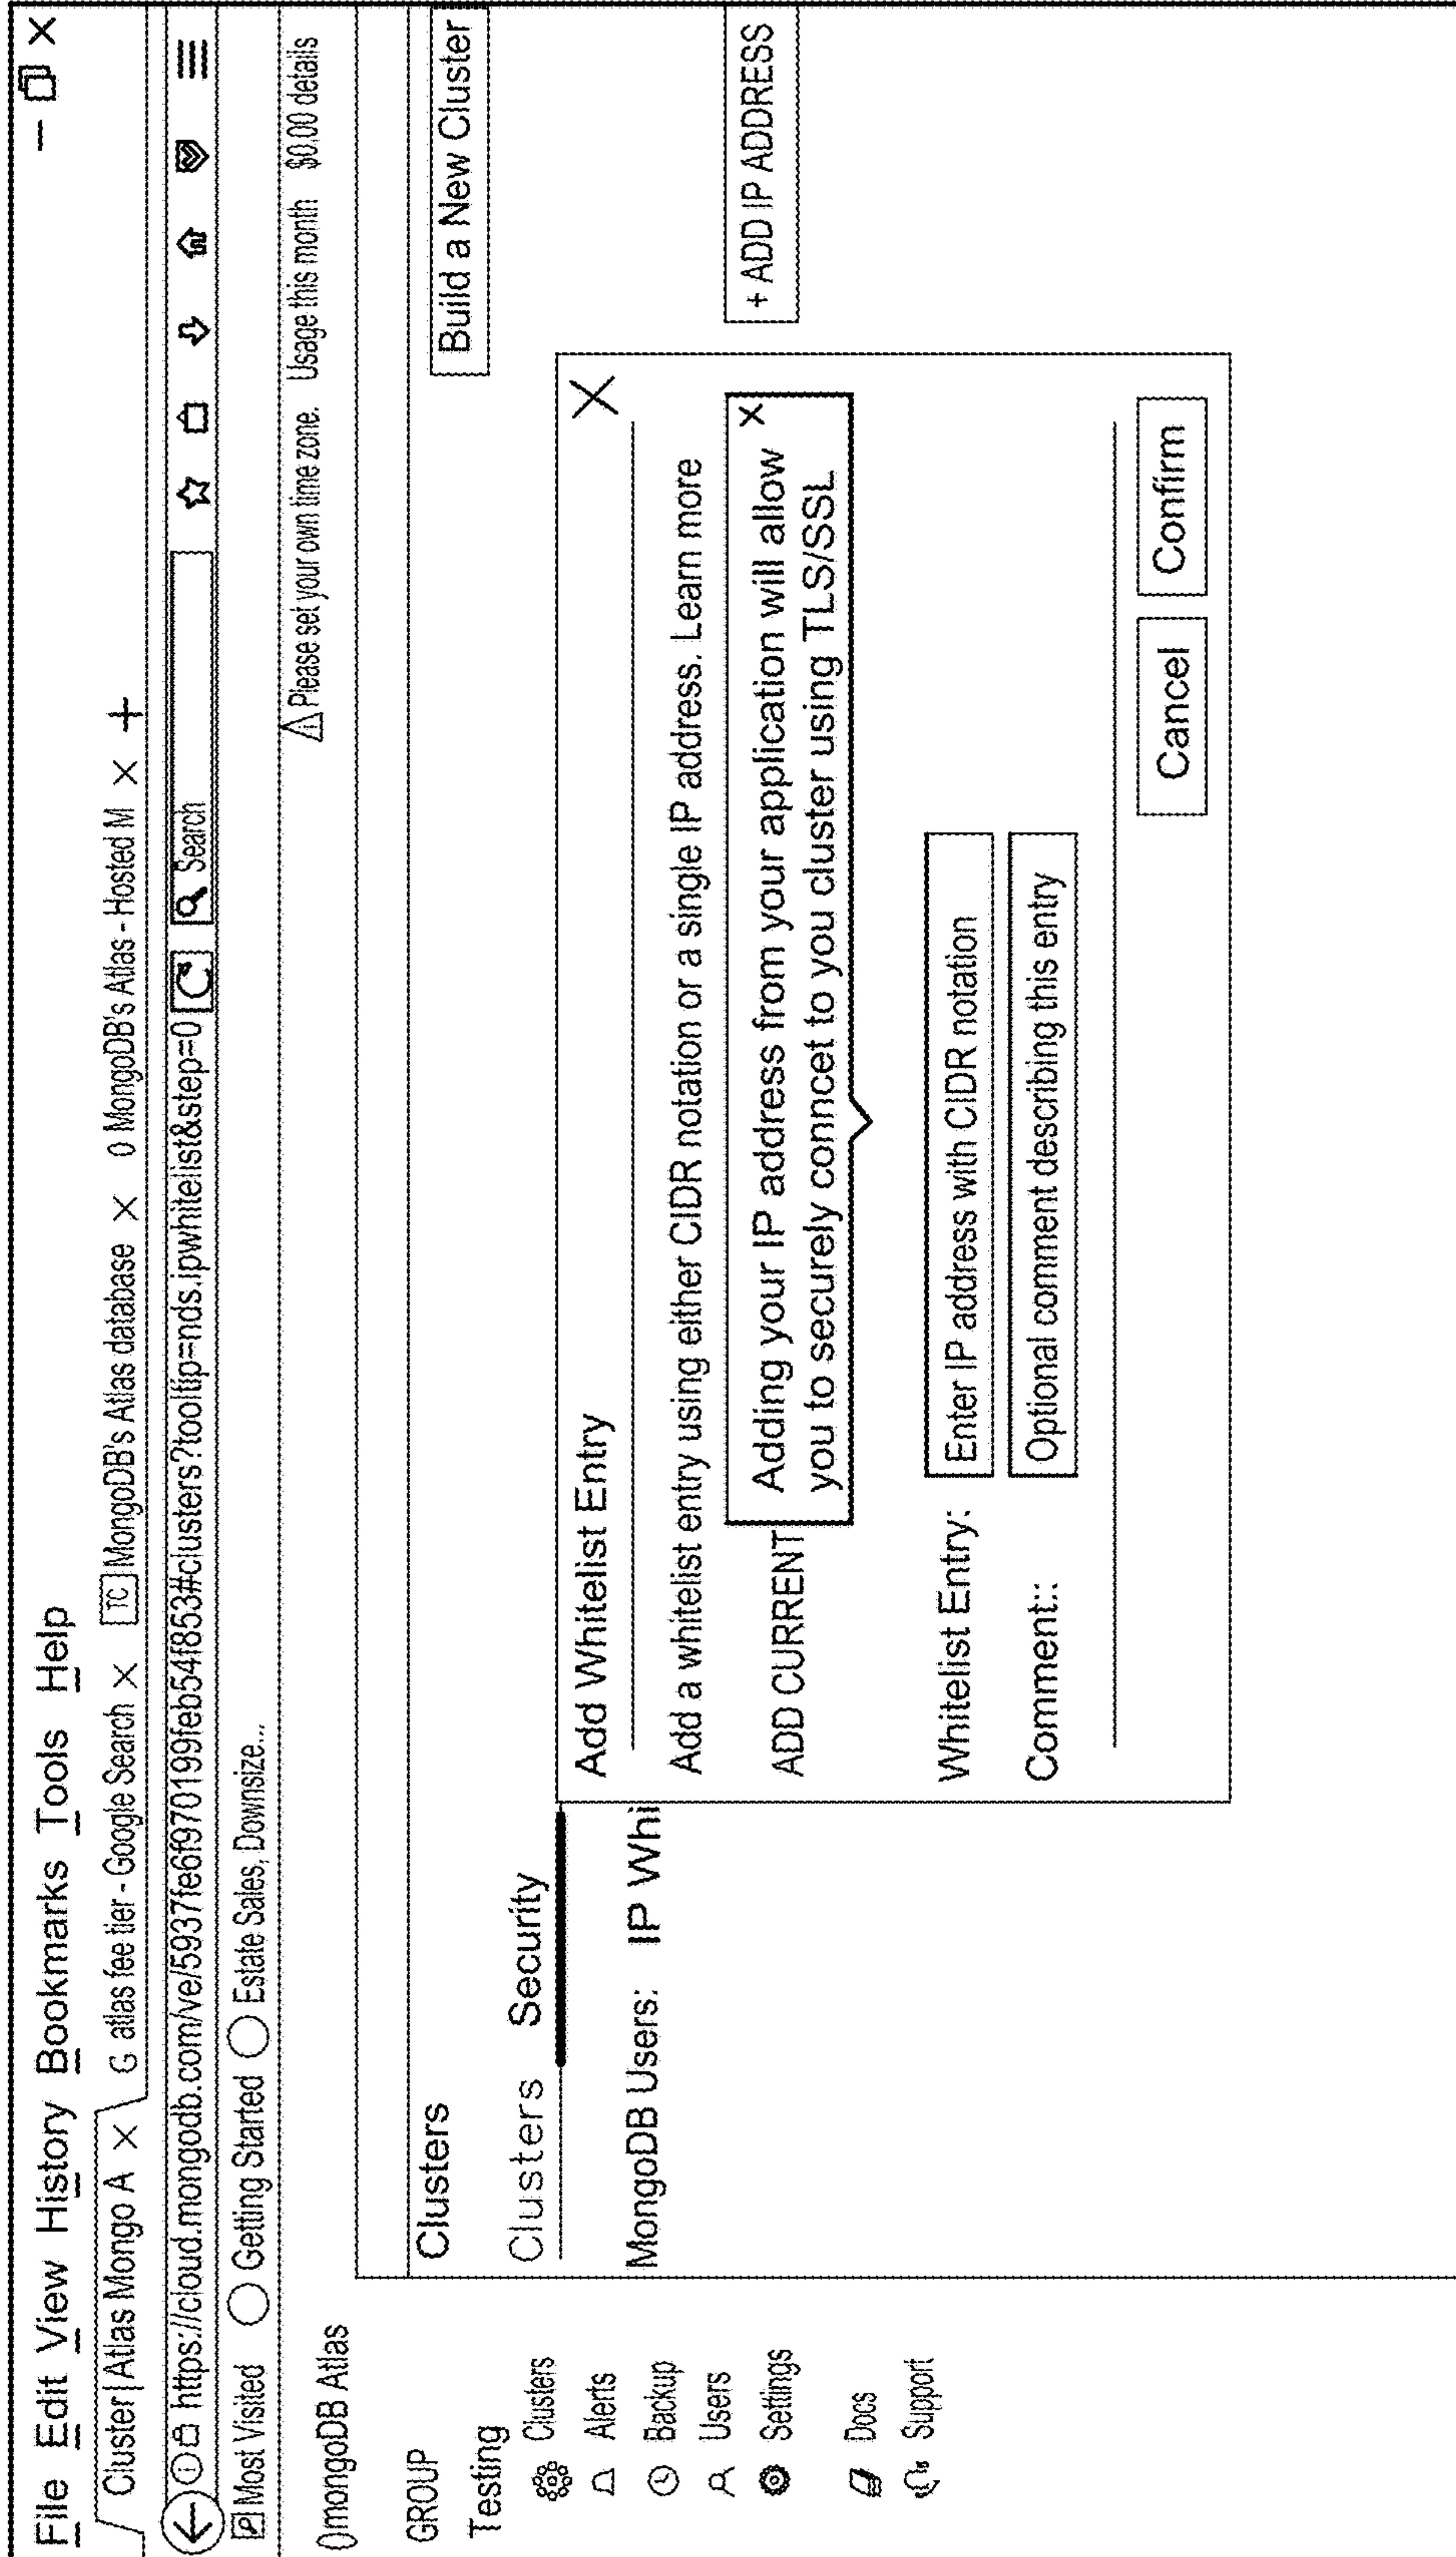 File Edit View History Bookmarks Tools Help
Cluster | Atlas Mongo A × G atlas fee tier - Google Search × TC MongoDB's Atlas database × 0 MongoDB's Atlas - Hosted M × +
https://cloud.mongodb.com/ve/5937fe6f970199feb54f853#clusters?tooltip=nds.ipwhitelist&step=0 Search
Most Visited Getting Started Estate Sales, Downsize...
()mongoDB Atlas
Please set your own time zone. Usage this month $0.00 details
GROUP
Testing
Clusters
Alerts
Backup
Users
Settings
Docs
Support
Clusters
Build a New Cluster
Clusters Security
MongoDB Users: IP Whi
+ ADD IP ADDRESS
Add Whitelist Entry ×
Add a whitelist entry using either CIDR notation or a single IP address. Learn more
ADD CURRENT
Adding your IP address from your application will allow ×
you to securely conncet to you cluster using TLS/SSL
Whitelist Entry: Enter IP address with CIDR notation
Comment:: Optional comment describing this entry
Cancel Confirm